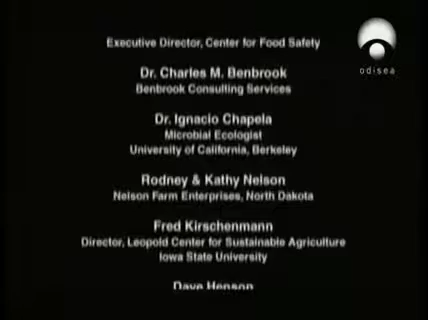 Executive Director, Center for Food Safety
Dr. Charles M. Benbrook
Benbrook Consulting Services
Dr. Ignacio Chapela
Microbial Ecologist
University of California, Berkeley
Rodney & Kathy Nelson
Nelson Farm Enterprises, North Dakota
Fred Kirschenmann
Director, Leopold Center for Sustainable Agriculture
Iowa State University
Dave Henson
odisea